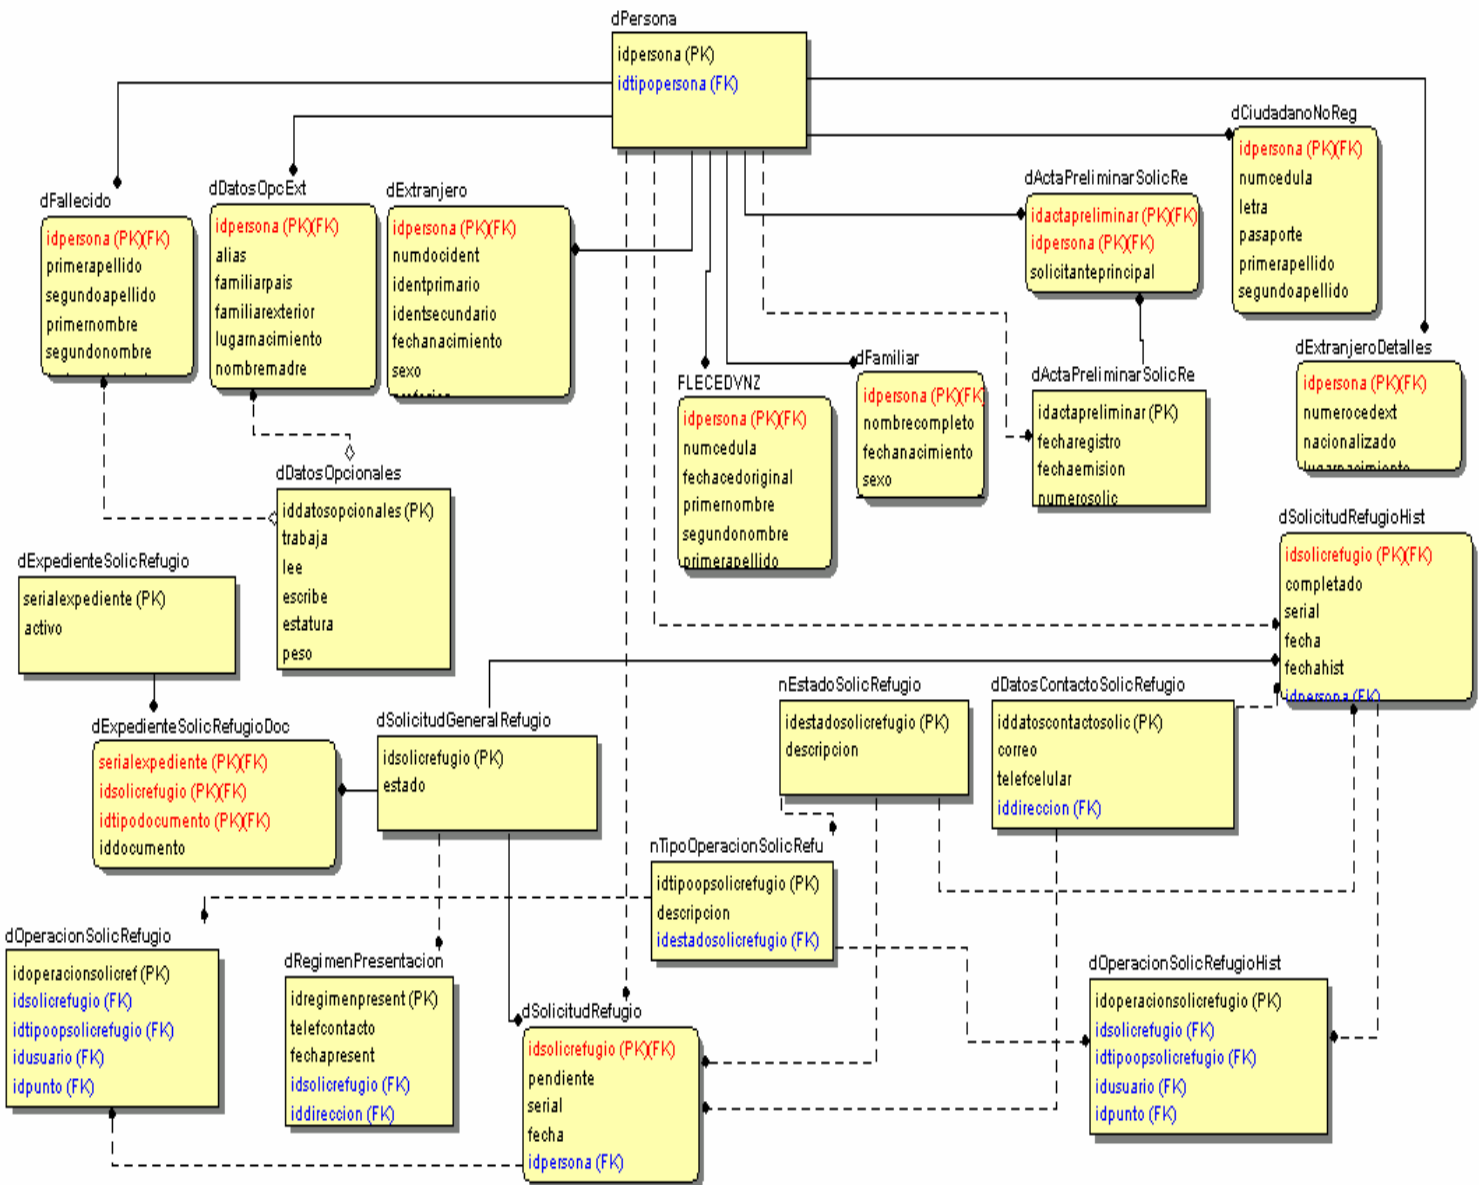 dPersona
idpersona (PK)
idtipopersona (FK)
dFallecido
idpersona (PK)(FK)
primerapellido
segundoapellido
primernombre
segundonombre
dDatosOpcExt
idpersona (PK)(FK)
alias
familiarpais
familiarexterior
lugarnacimiento
nombremadre
dExtranjero
idpersona (PK)(FK)
numdocident
identprimario
identsecundario
fechanacimiento
sexo
dActaPreliminarSolicRe
idactapreliminar (PK)(FK)
idpersona (PK)(FK)
solicitanteprincipal
dCiudadanoNoReg
idpersona (PK)(FK)
numcedula
letra
pasaporte
primerapellido
segundoapellido
FLECEDVNZ
idpersona (PK)(FK)
numcedula
fechacedoriginal
primernombre
segundonombre
primerapellido
dFamiliar
idpersona (PK)(FK)
nombrecompleto
fechanacimiento
sexo
dActaPreliminarSolicRe
idactapreliminar (PK)
fecharegistro
fechaemision
numerosolic
dExtranjeroDetalles
idpersona (PK)(FK)
numerocedext
nacionalizado
lugarnacimiento
dDatosOpcionales
iddatosopcionales (PK)
trabaja
lee
escribe
estatura
peso
dExpedienteSolicRefugio
serialexpediente (PK)
activo
dSolicitudRefugioHist
idsolicrefugio (PK)(FK)
completado
serial
fecha
fechahist
idpersona (FK)
dExpedienteSolicRefugioDoc
serialexpediente (PK)(FK)
idsolicrefugio (PK)(FK)
idtipodocumento (PK)(FK)
iddocumento
dSolicitudGeneralRefugio
idsolicrefugio (PK)
estado
nEstadoSolicRefugio
idestadosolicrefugio (PK)
descripcion
dDatosContactoSolicRefugio
iddatoscontactosolic (PK)
correo
telefcelular
iddireccion (FK)
nTipoOperacionSolicRefu
idtipoopsolicrefugio (PK)
descripcion
idestadosolicrefugio (FK)
dOperacionSolicRefugio
idoperacionsolicref (PK)
idsolicrefugio (FK)
idtipoopsolicrefugio (FK)
idusuario (FK)
idpunto (FK)
dRegimenPresentacion
idregimenpresent (PK)
telefcontacto
fechapresent
idsolicrefugio (FK)
iddireccion (FK)
dSolicitudRefugio
idsolicrefugio (PK)(FK)
pendiente
serial
fecha
idpersona (FK)
dOperacionSolicRefugioHist
idoperacionsolicrefugio (PK)
idsolicrefugio (FK)
idtipoopsolicrefugio (FK)
idusuario (FK)
idpunto (FK)